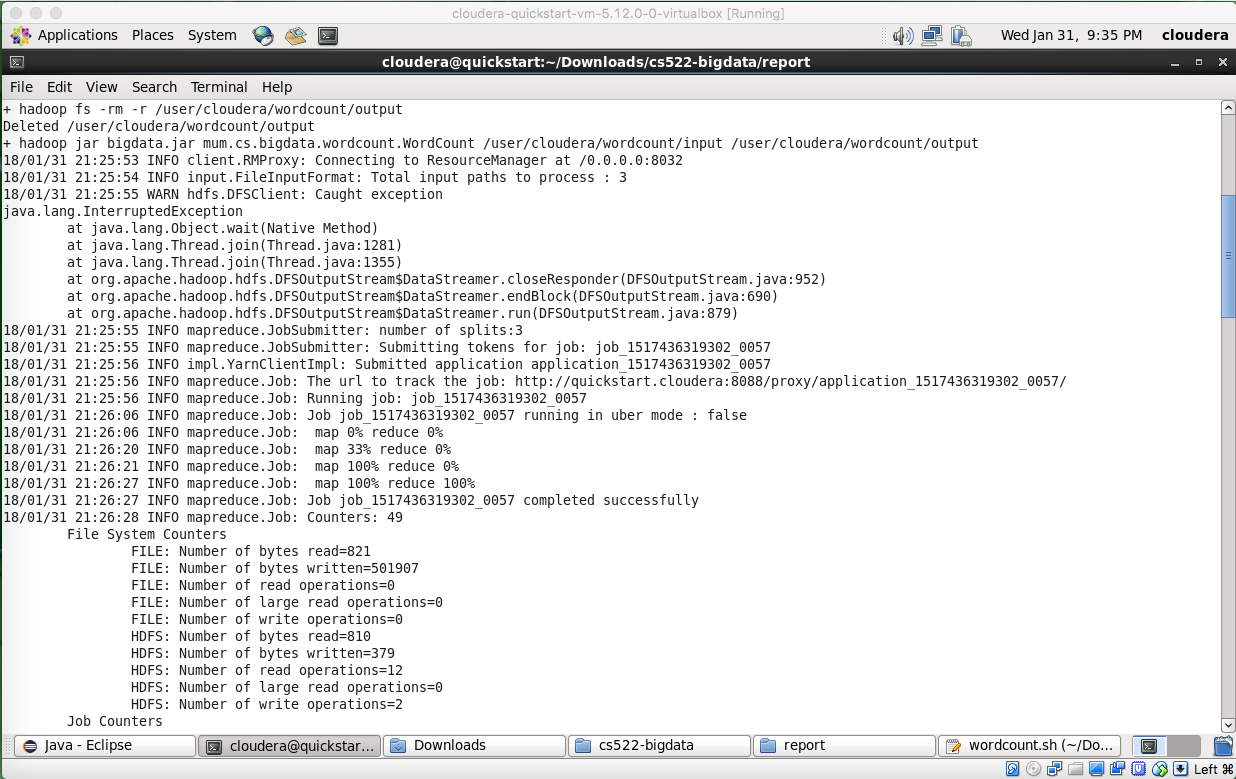 cloudera-quickstart-vm-5.12.0-0-virtualbox [Running]
Applications Places System Wed Jan 31, 9:35 PM cloudera
cloudera@quickstart:~/Downloads/cs522-bigdata/report
File Edit View Search Terminal Help
+ hadoop fs -rm -r /user/cloudera/wordcount/output
Deleted /user/cloudera/wordcount/output
+ hadoop jar bigdata.jar mum.cs.bigdata.wordcount.WordCount /user/cloudera/wordcount/input /user/cloudera/wordcount/output
18/01/31 21:25:53 INFO client.RMProxy: Connecting to ResourceManager at /0.0.0.0:8032
18/01/31 21:25:54 INFO input.FileInputFormat: Total input paths to process : 3
18/01/31 21:25:55 WARN hdfs.DFSClient: Caught exception
java.lang.InterruptedException
at java.lang.Object.wait(Native Method)
at java.lang.Thread.join(Thread.java:1281)
at java.lang.Thread.join(Thread.java:1355)
at org.apache.hadoop.hdfs.DFSOutputStream$DataStreamer.closeResponder(DFSOutputStream.java:952)
at org.apache.hadoop.hdfs.DFSOutputStream$DataStreamer.endBlock(DFSOutputStream.java:690)
at org.apache.hadoop.hdfs.DFSOutputStream$DataStreamer.run(DFSOutputStream.java:879)
18/01/31 21:25:55 INFO mapreduce.JobSubmitter: number of splits:3
18/01/31 21:25:55 INFO mapreduce.JobSubmitter: Submitting tokens for job: job_1517436319302_0057
18/01/31 21:25:56 INFO impl.YarnClientImpl: Submitted application application_1517436319302_0057
18/01/31 21:25:56 INFO mapreduce.Job: The url to track the job: http://quickstart.cloudera:8088/proxy/application_1517436319302_0057/
18/01/31 21:25:56 INFO mapreduce.Job: Running job: job_1517436319302_0057
18/01/31 21:26:06 INFO mapreduce.Job: Job job_1517436319302_0057 running in uber mode : false
18/01/31 21:26:06 INFO mapreduce.Job:  map 0% reduce 0%
18/01/31 21:26:20 INFO mapreduce.Job:  map 33% reduce 0%
18/01/31 21:26:21 INFO mapreduce.Job:  map 100% reduce 0%
18/01/31 21:26:27 INFO mapreduce.Job:  map 100% reduce 100%
18/01/31 21:26:27 INFO mapreduce.Job: Job job_1517436319302_0057 completed successfully
18/01/31 21:26:28 INFO mapreduce.Job: Counters: 49
File System Counters
FILE: Number of bytes read=821
FILE: Number of bytes written=501907
FILE: Number of read operations=0
FILE: Number of large read operations=0
FILE: Number of write operations=0
HDFS: Number of bytes read=810
HDFS: Number of bytes written=379
HDFS: Number of read operations=12
HDFS: Number of large read operations=0
HDFS: Number of write operations=2
Job Counters
Java - Eclipse cloudera@quickstar... Downloads cs522-bigdata report wordcount.sh (~/Do...
Left ⌘